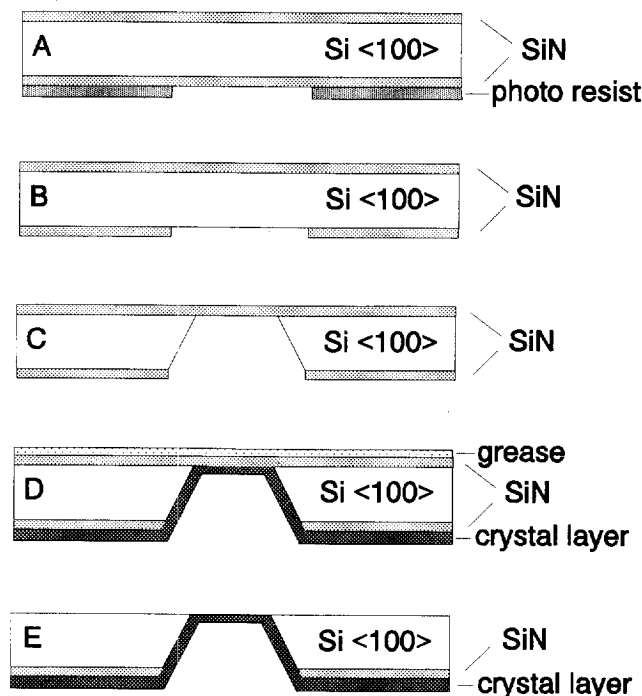 A Si <100> SiN
photo resist
B Si <100> SiN
C Si <100> SiN
grease
D Si <100> SiN
crystal layer
E Si <100> SiN
crystal layer